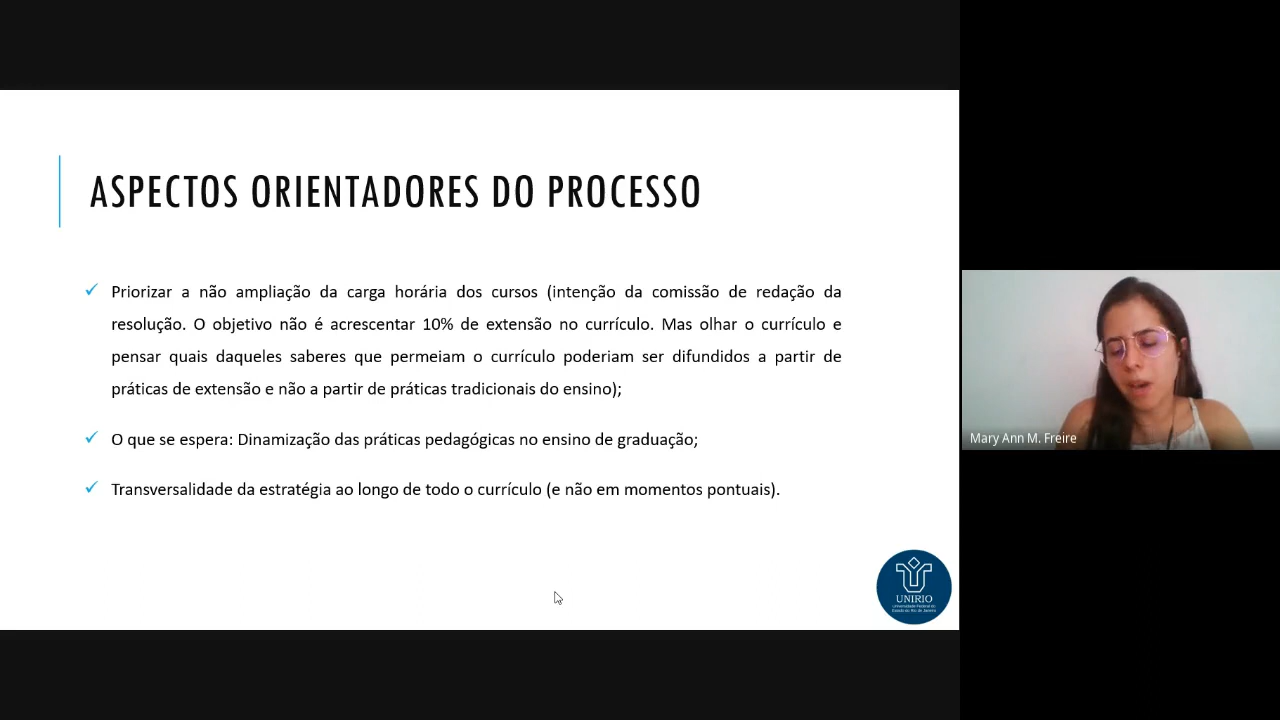 ASPECTOS ORIENTADORES DO PROCESSO
Priorizar a não ampliação da carga horária dos cursos (intenção da comissão de redação da
resolução. O objetivo não é acrescentar 10% de extensão no currículo. Mas olhar o currículo e
pensar quais daqueles saberes que permeiam o currículo poderiam ser difundidos a partir de
práticas de extensão e não a partir de práticas tradicionais do ensino);
O que se espera: Dinamização das práticas pedagógicas no ensino de graduação;
Transversalidade da estratégia ao longo de todo o currículo (e não em momentos pontuais).
Mary Ann M. Freire
UNIRIO
Universidade Federal do
Estado do Rio de Janeiro